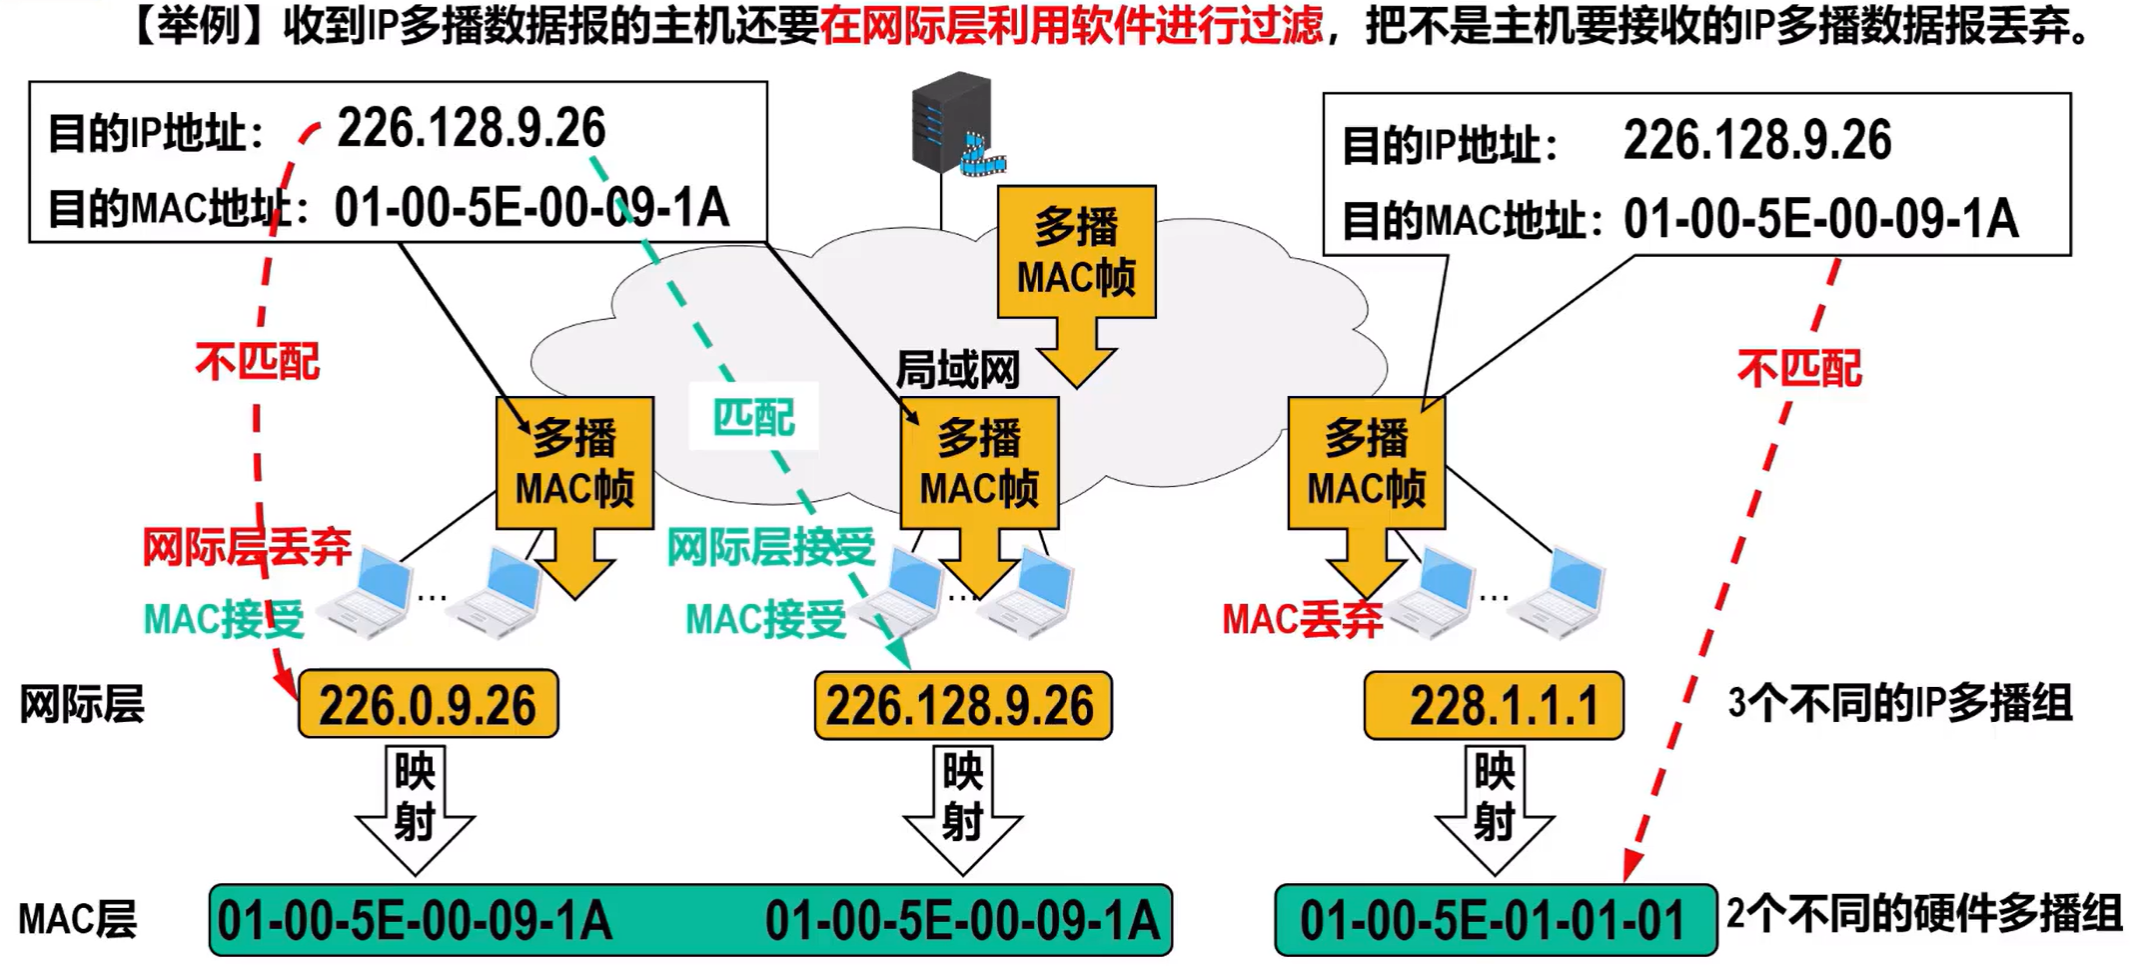 【举例】收到IP多播数据报的主机还要在网际层利用软件进行过滤，把不是主机要接收的IP多播数据报丢弃。
目的IP地址： 226.128.9.26
目的MAC地址：01-00-5E-00-09-1A
目的IP地址： 226.128.9.26
目的MAC地址：01-00-5E-00-09-1A
多播
MAC帧
不匹配
匹配
局域网
不匹配
多播
MAC帧
多播
MAC帧
多播
MAC帧
网际层丢弃
MAC接受
...
网际层接受
MAC接受
...
MAC丢弃
...
网际层
226.0.9.26
226.128.9.26
228.1.1.1
3个不同的IP多播组
映
射
映
射
映
射
MAC层
01-00-5E-00-09-1A
01-00-5E-00-09-1A
01-00-5E-01-01-01
2个不同的硬件多播组